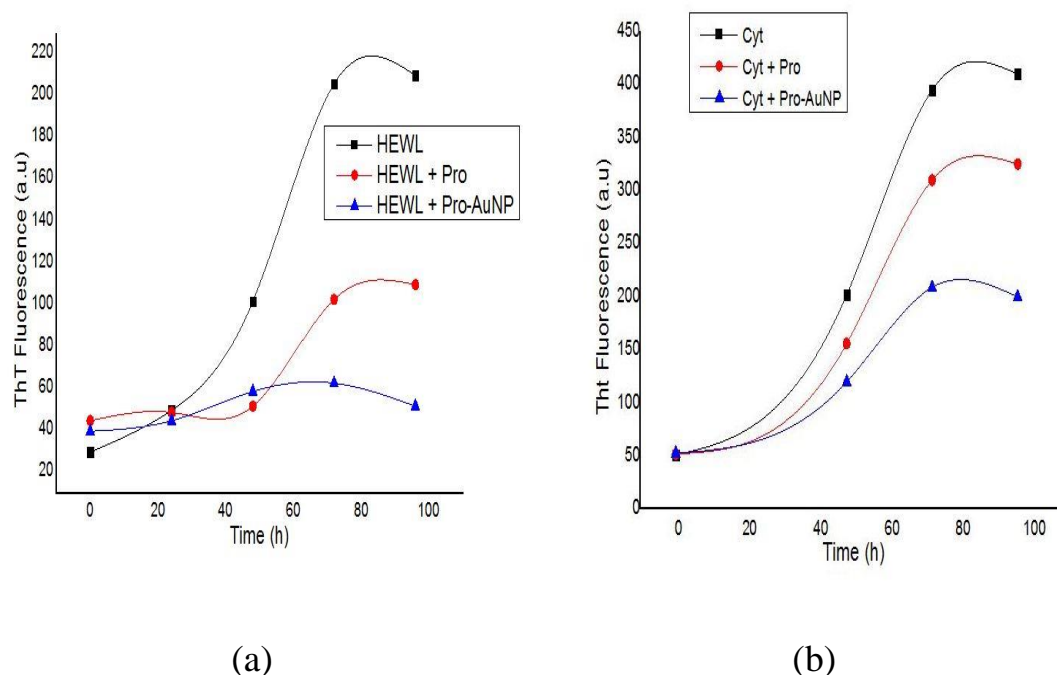 220
200
180
160
140
120
100
80
60
40
20
ThT Fluorescence (a.u)
HEWL
HEWL + Pro
HEWL + Pro-AuNP
0 20 40 60 80 100
Time (h)
(a)
450
400
350
300
250
200
150
100
50
0
Tht Fluorescence (a.u)
Cyt
Cyt + Pro
Cyt + Pro-AuNP
0 20 40 60 80 100
Time (h)
(b)